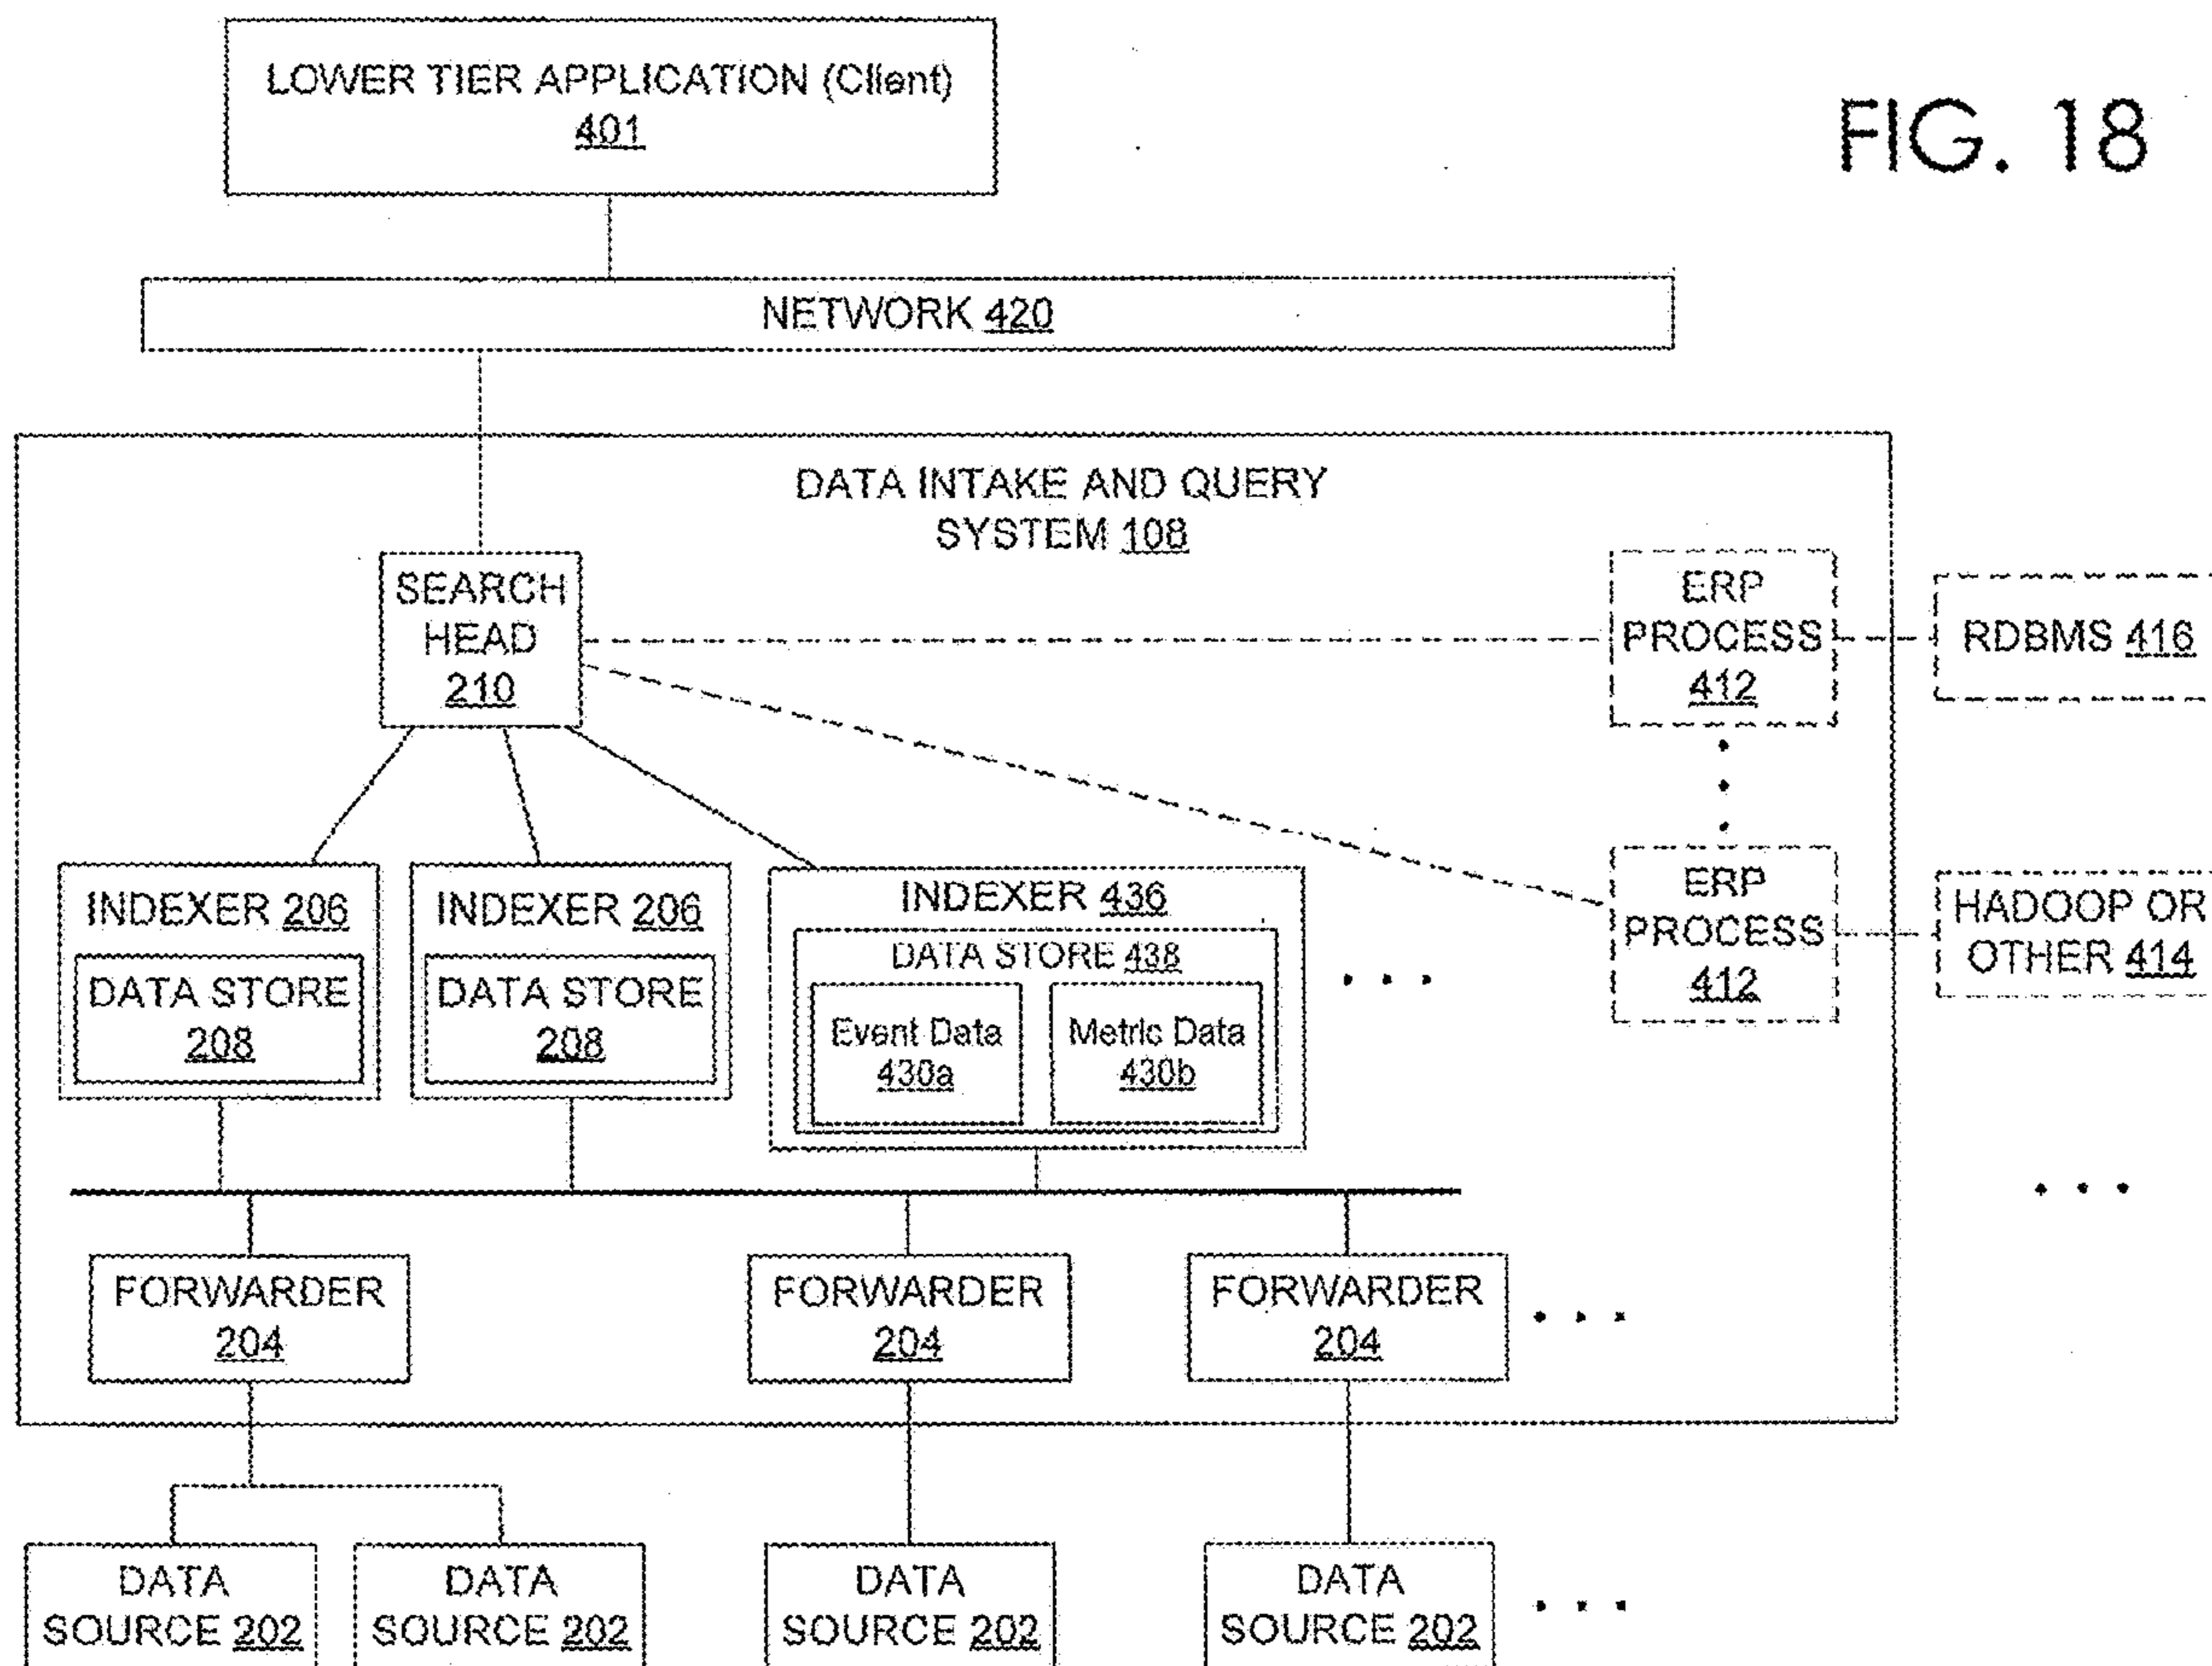 LOWER TIER APPLICATION (Client)
401
FIG. 18
NETWORK 420
DATA INTAKE AND QUERY
SYSTEM 108
SEARCH
HEAD
210
ERP
PROCESS
412
RDBMS 416
INDEXER 206
DATA STORE
208
INDEXER 206
DATA STORE
208
INDEXER 436
DATA STORE 438
Event Data
430a
Metric Data
430b
ERP
PROCESS
412
HADOOP OR
OTHER 414
FORWARDER
204
FORWARDER
204
FORWARDER
204
DATA
SOURCE 202
DATA
SOURCE 202
DATA
SOURCE 202
DATA
SOURCE 202